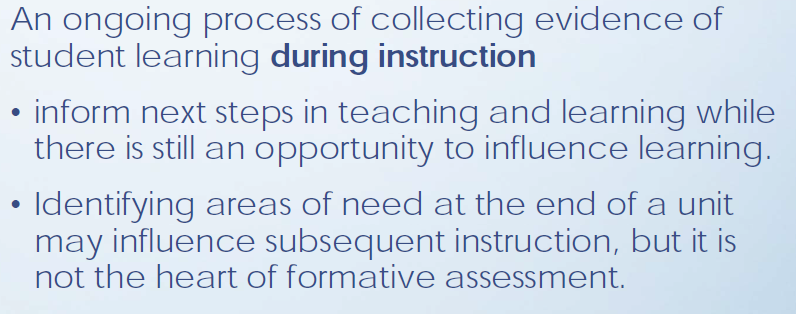 An ongoing process of collecting evidence of
student learning during instruction
• inform next steps in teaching and learning while
there is still an opportunity to influence learning.
• Identifying areas of need at the end of a unit
may influence subsequent instruction, but it is
not the heart of formative assessment.